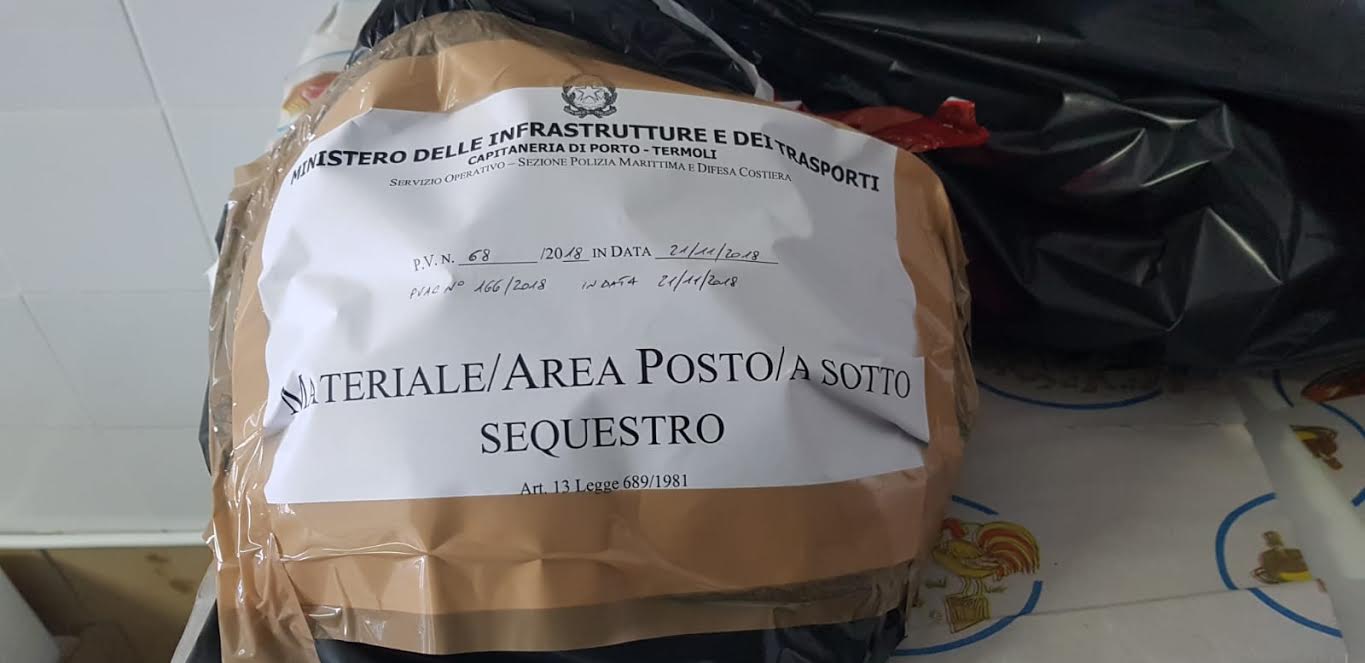 MINISTERO DELLE INFRASTRUTTURE E DEI TRASPORTI
CAPITANERIA DI PORTO - TERMOLI
SERVIZIO OPERATIVO – SEZIONE POLIZIA MARITTIMA E DIFESA COSTIERA
P.V. N. 68 /2018 IN DATA 21/11/2018
PVAC N° 166/2018 IN DATA 21/11/2018
MATERIALE/AREA POSTO/A SOTTO
SEQUESTRO
Art. 13 Legge 689/1981